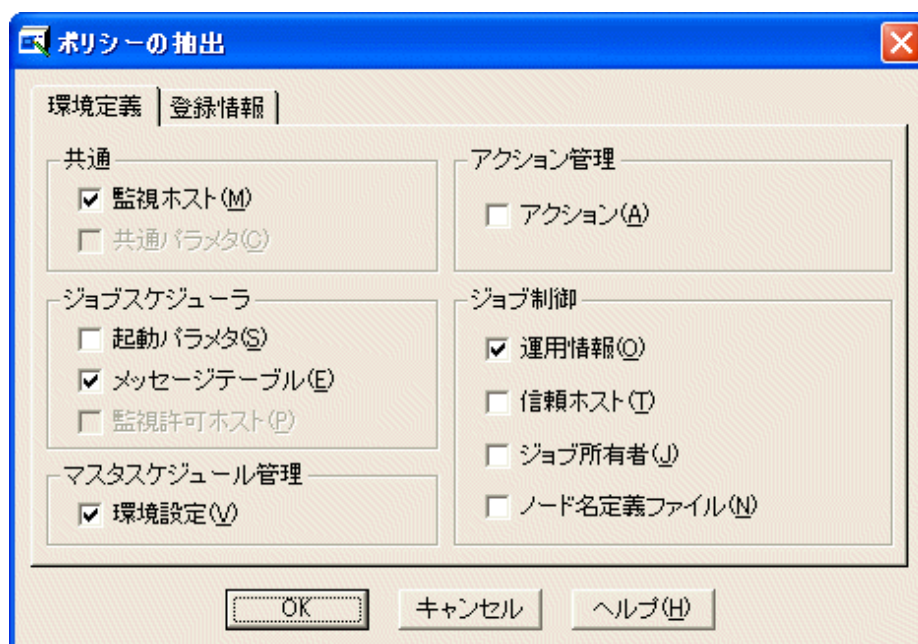 ポリシーの抽出
環境定義
登録情報
共通
監視ホスト(M)
共通パラメタ(C)
アクション管理
アクション(A)
ジョブスケジューラ
起動パラメタ(S)
メッセージテーブル(E)
監視許可ホスト(P)
ジョブ制御
運用情報(O)
信頼ホスト(T)
ジョブ所有者(J)
ノード名定義ファイル(N)
マスタスケジュール管理
環境設定(V)
OK
キャンセル
ヘルプ(H)